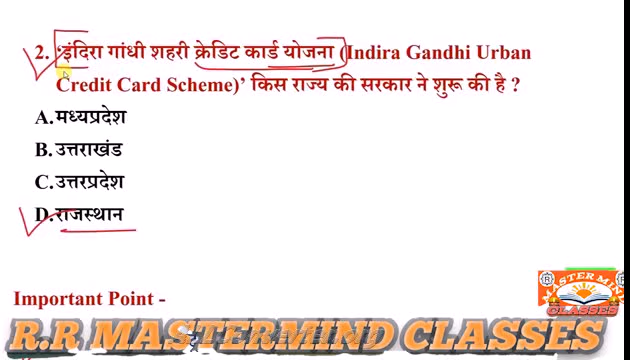 2. ‘इंदिरा गांधी शहरी क्रेडिट कार्ड योजना (Indira Gandhi Urban
Credit Card Scheme)’ किस राज्य की सरकार ने शुरू की है ?
A. मध्यप्रदेश
B. उत्तराखंड
C. उत्तरप्रदेश
D. राजस्थान
Important Point -
R.R MASTERMIND CLASSES
CLASSES